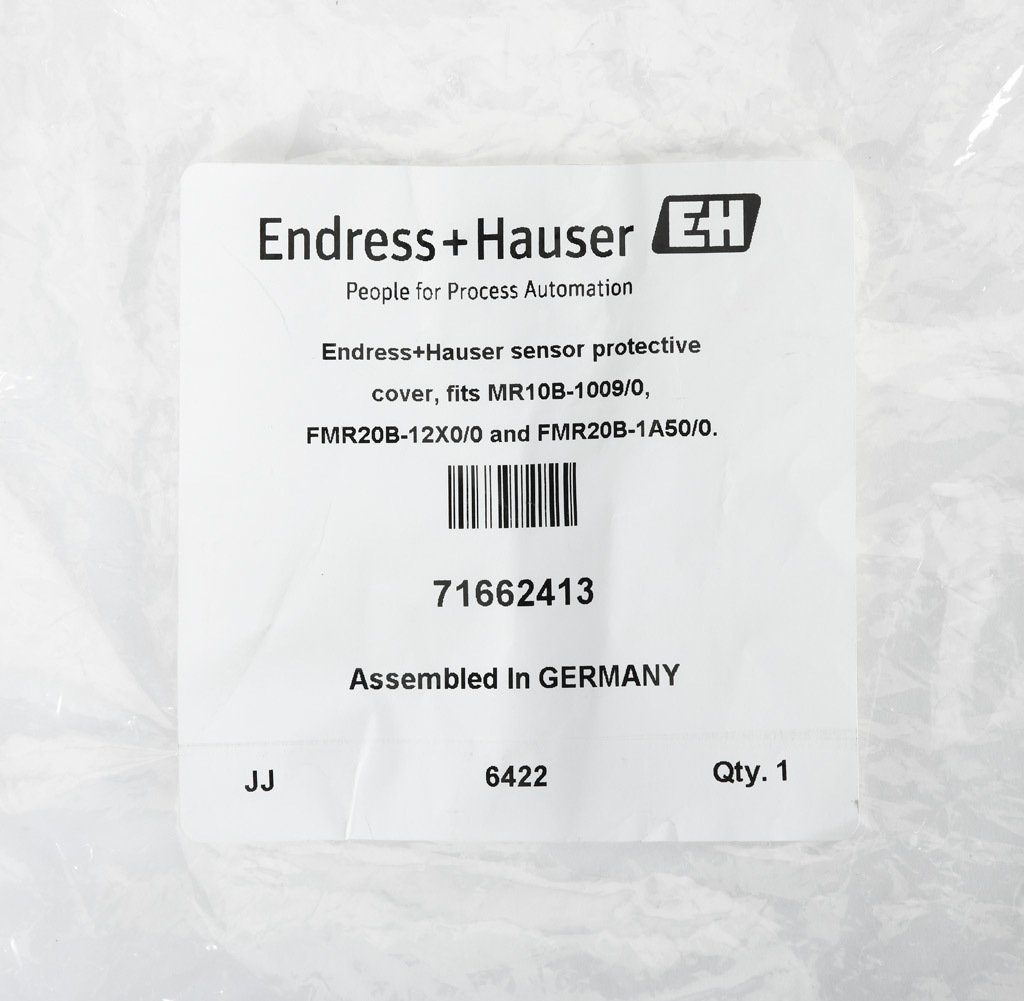 Endress+Hauser EH
People for Process Automation
Endress+Hauser sensor protective
cover, fits MR10B-1009/0,
FMR20B-12X0/0 and FMR20B-1A50/0.
71662413
Assembled In GERMANY
JJ 6422 Qty. 1